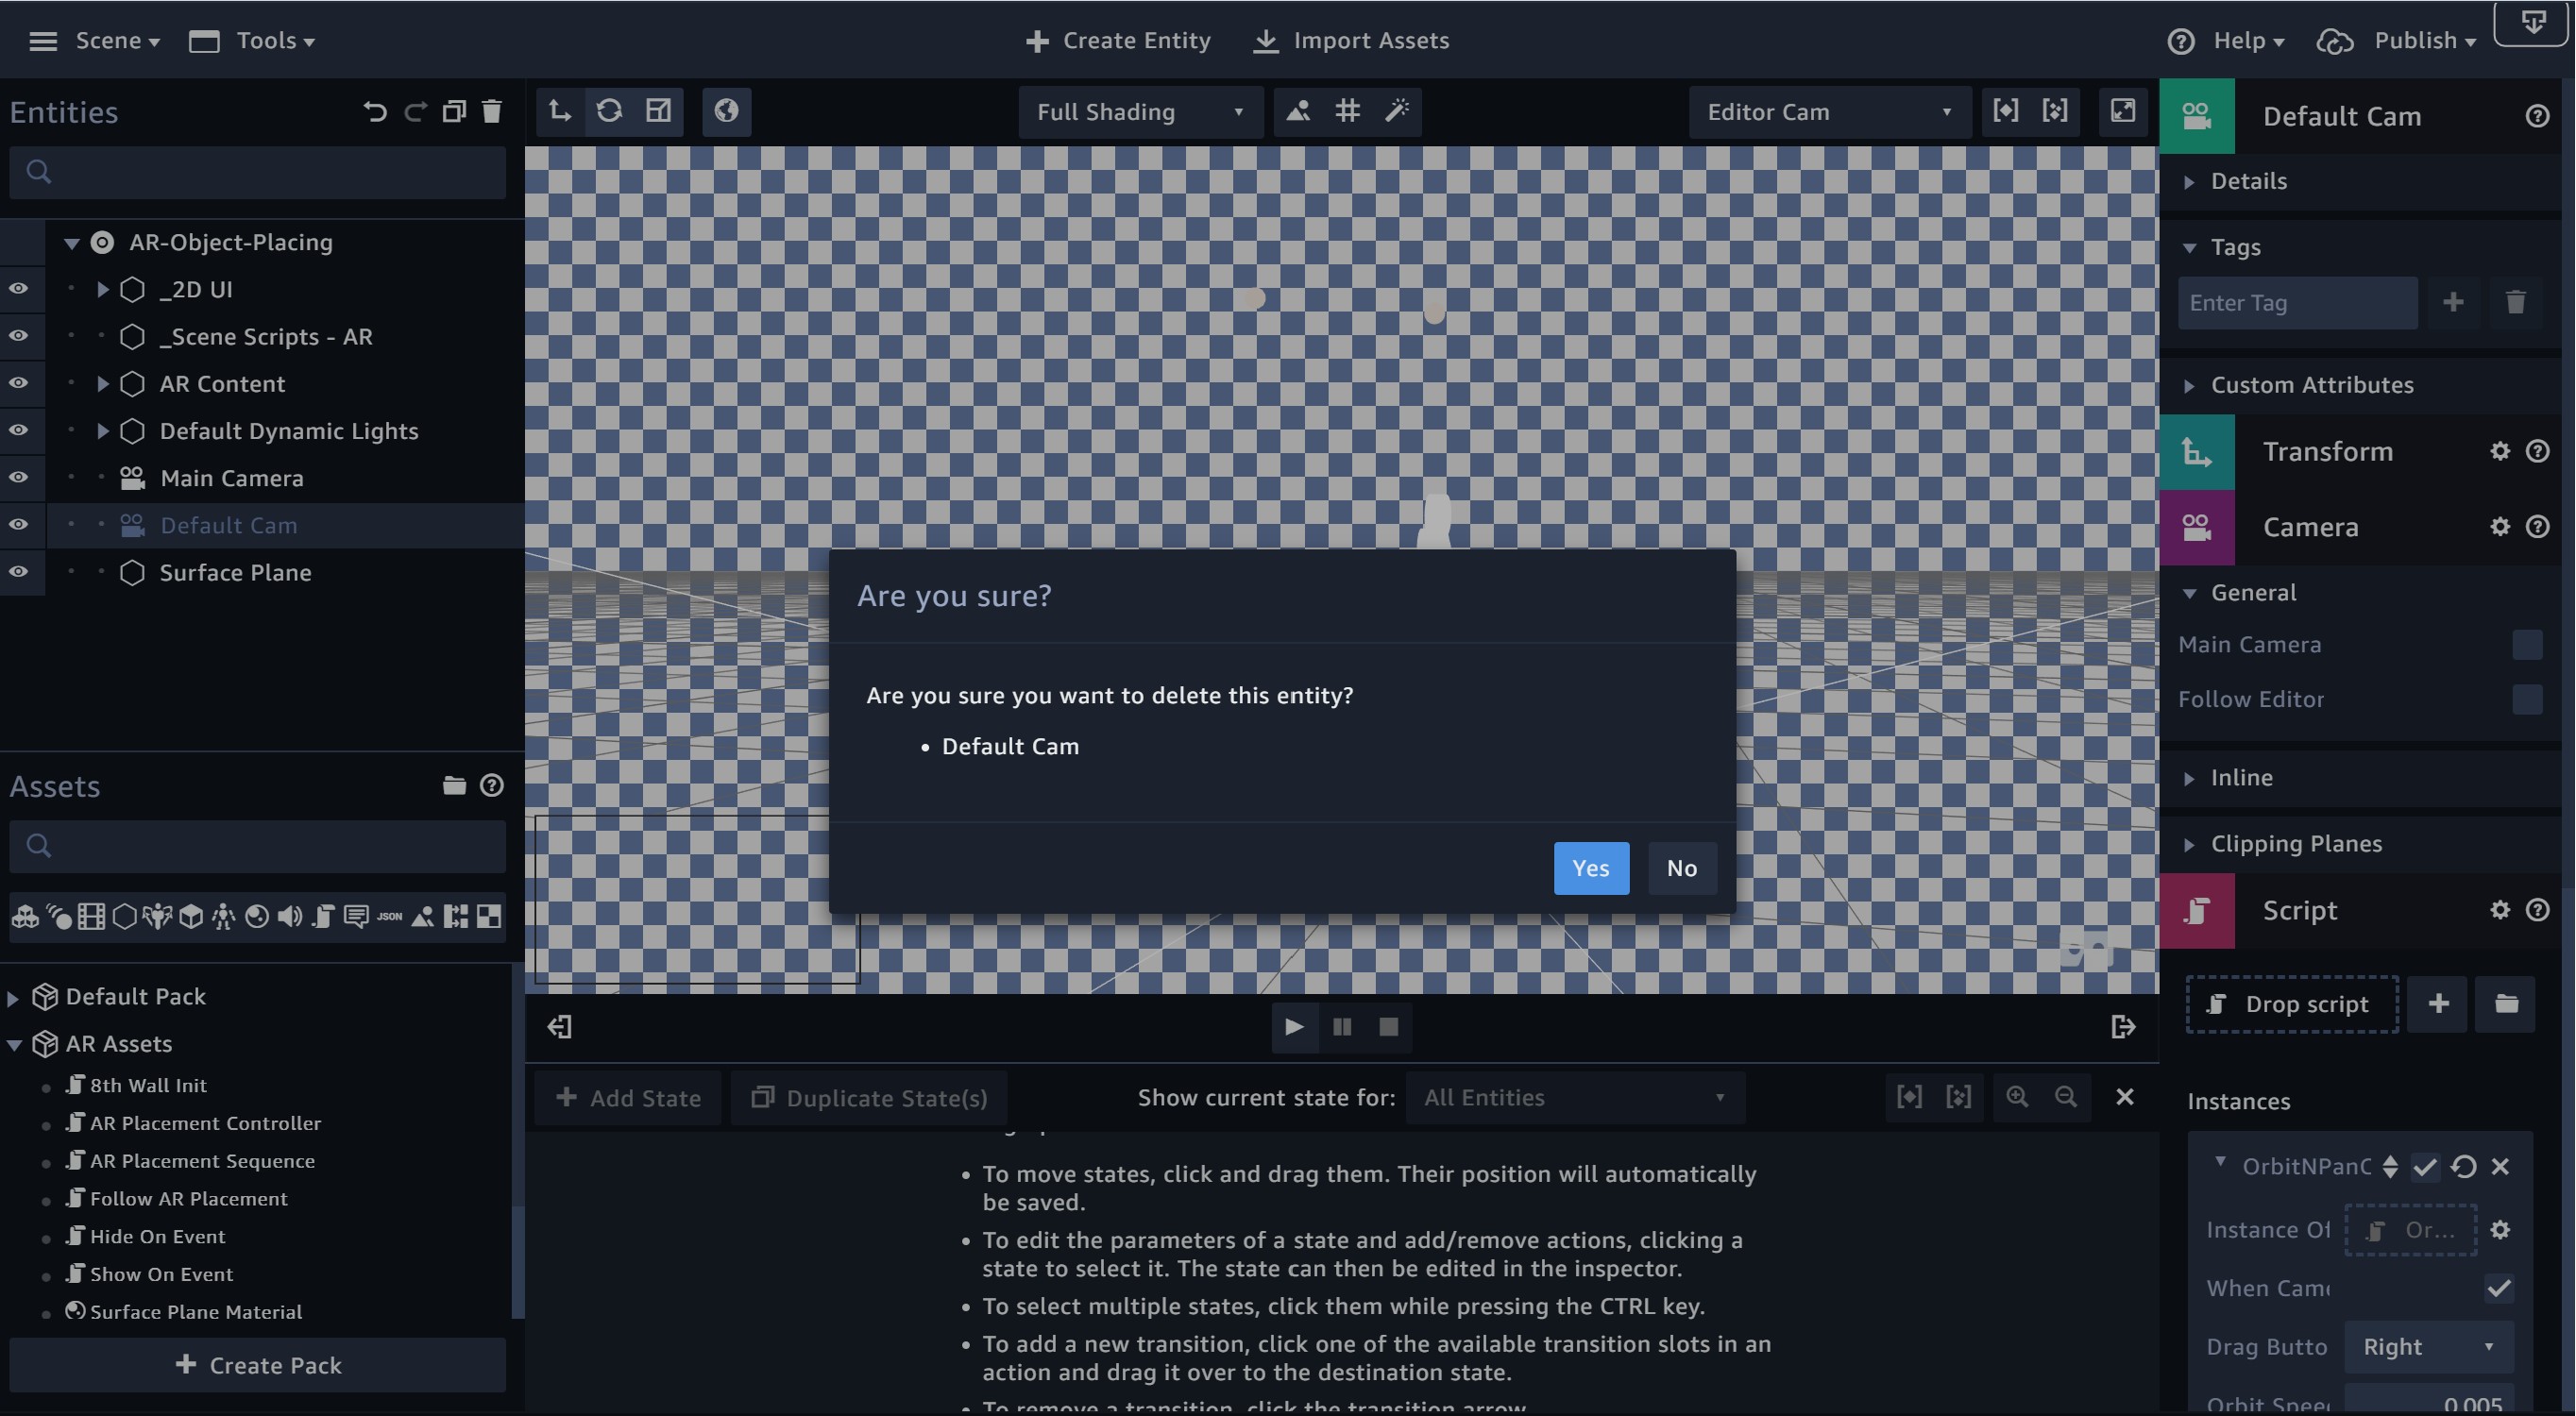 Scene
Tools
Create Entity
Import Assets
Help
Publish
Entities
Full Shading
Editor Cam
Default Cam
Details
Tags
Enter Tag
Custom Attributes
Transform
Camera
General
Main Camera
Follow Editor
Inline
Clipping Planes
Script
Drop script
Instances
OrbitNPanC
Instance Of
Or...
When Came
Drag Butto
Right
Orbit Speed
0.005
AR-Object-Placing
_2D UI
_Scene Scripts - AR
AR Content
Default Dynamic Lights
Main Camera
Default Cam
Surface Plane
Are you sure?
Are you sure you want to delete this entity?
• Default Cam
Yes
No
Assets
JSON
Default Pack
AR Assets
8th Wall Init
AR Placement Controller
AR Placement Sequence
Follow AR Placement
Hide On Event
Show On Event
Surface Plane Material
Create Pack
Add State
Duplicate State(s)
Show current state for:
All Entities
• To move states, click and drag them. Their position will automatically
be saved.
• To edit the parameters of a state and add/remove actions, clicking a
state to select it. The state can then be edited in the inspector.
• To select multiple states, click them while pressing the CTRL key.
• To add a new transition, click one of the available transition slots in an
action and drag it over to the destination state.
• To remove a transition, click the transition arrow